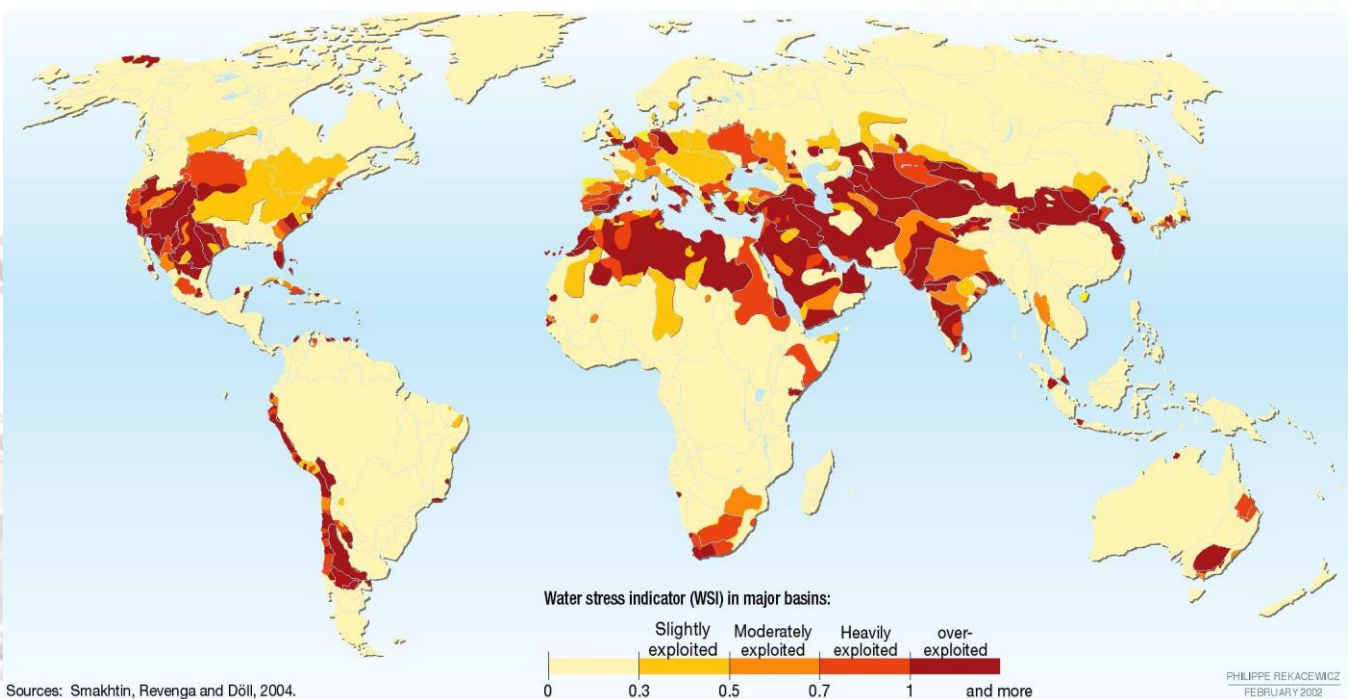 Water stress indicator (WSI) in major basins:
Slightly exploited
Moderately exploited
Heavily exploited
over-exploited
0 0.3 0.5 0.7 1 and more
Sources: Smakhtin, Revenga and Döll, 2004.
PHILIPPE REKACEWICZ
FEBRUARY 2002